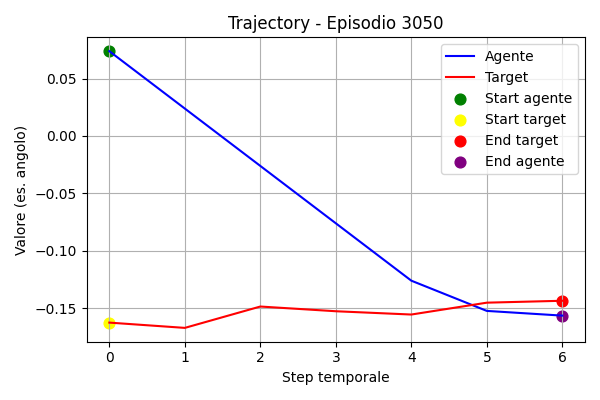 Trajectory - Episodio 3050
Agente
Target
Start agente
Start target
End target
End agente
Valore (es. angolo)
0.05
0.00
−0.05
−0.10
−0.15
0 1 2 3 4 5 6
Step temporale